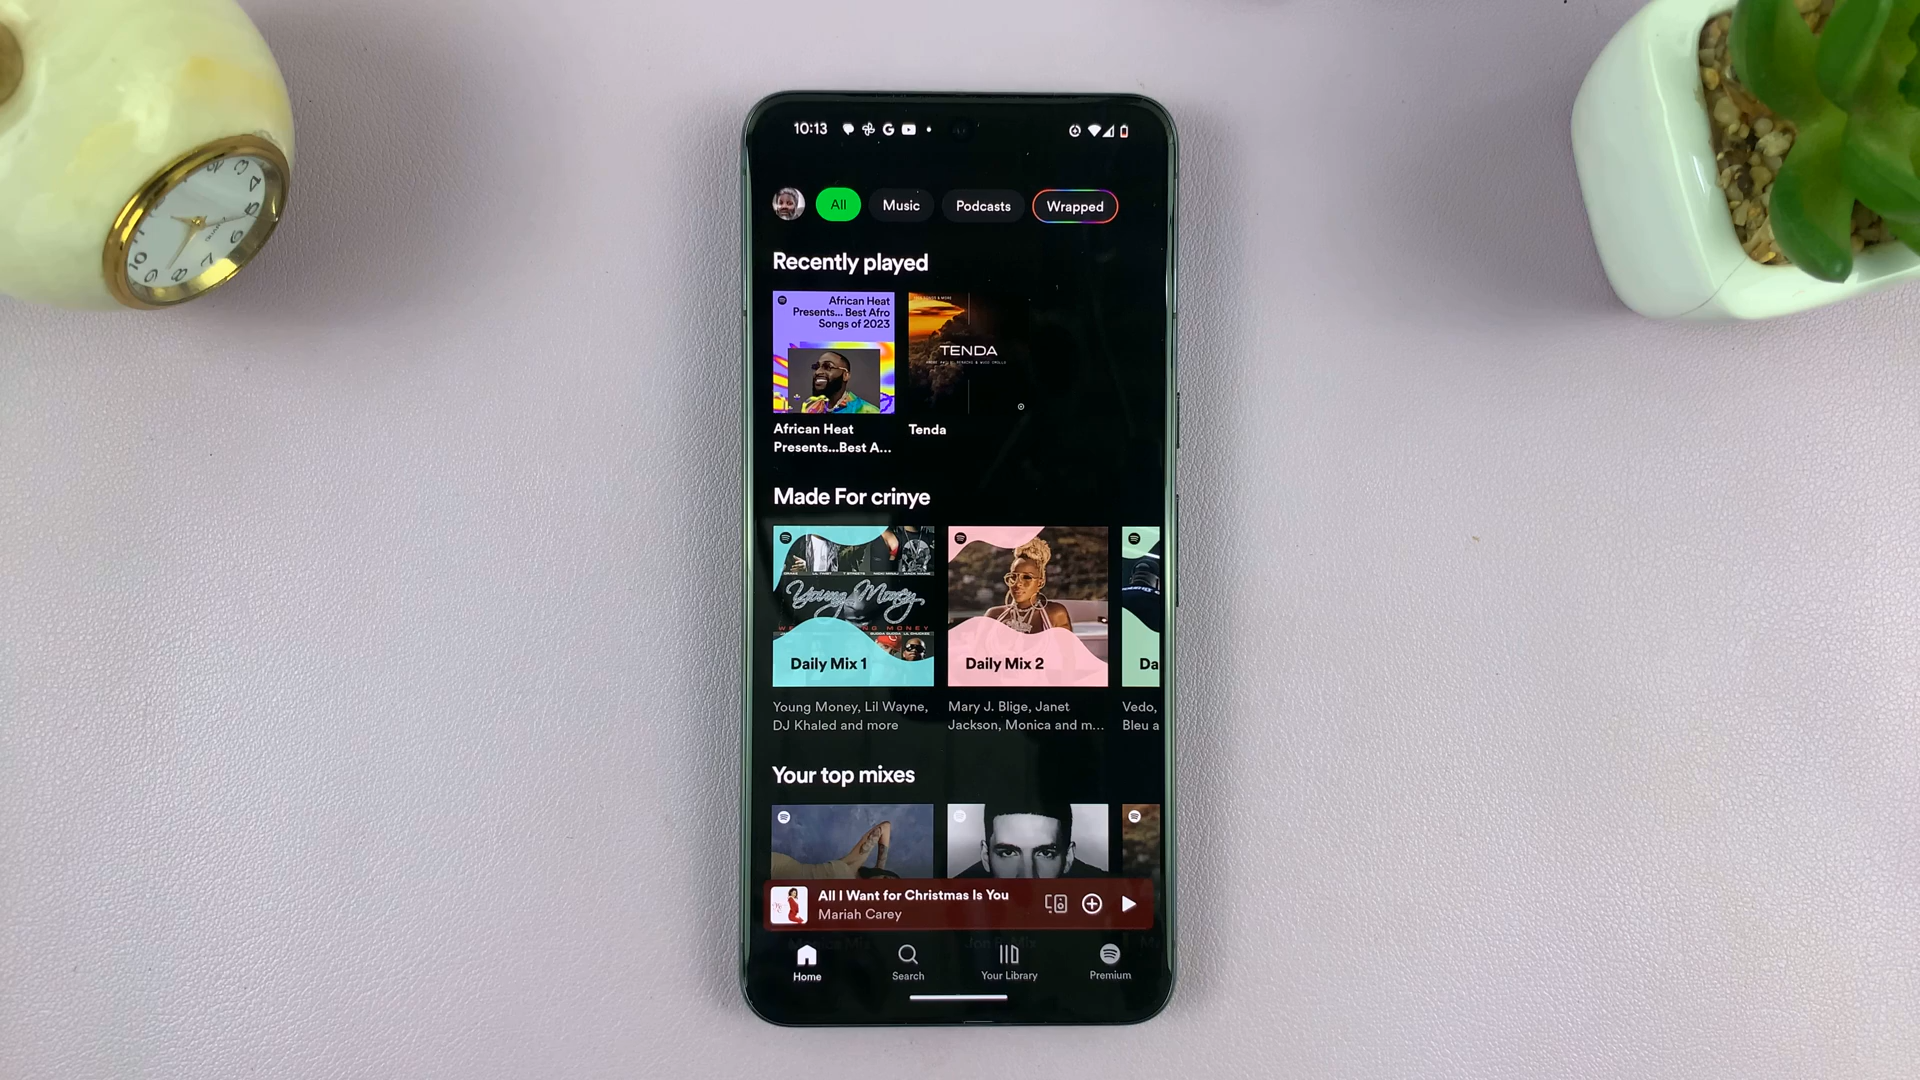 10:13
All
Music
Podcasts
Wrapped
Recently played
African Heat
Presents... Best Afro
Songs of 2023
TENDA
African Heat
Presents...Best A...
Tenda
Made For crinye
Young Money
Daily Mix 1
Daily Mix 2
Da
Young Money, Lil Wayne,
DJ Khaled and more
Mary J. Blige, Janet
Jackson, Monica and m...
Vedo,
Bleu a
Your top mixes
All I Want for Christmas Is You
Mariah Carey
Home
Search
Your Library
Premium